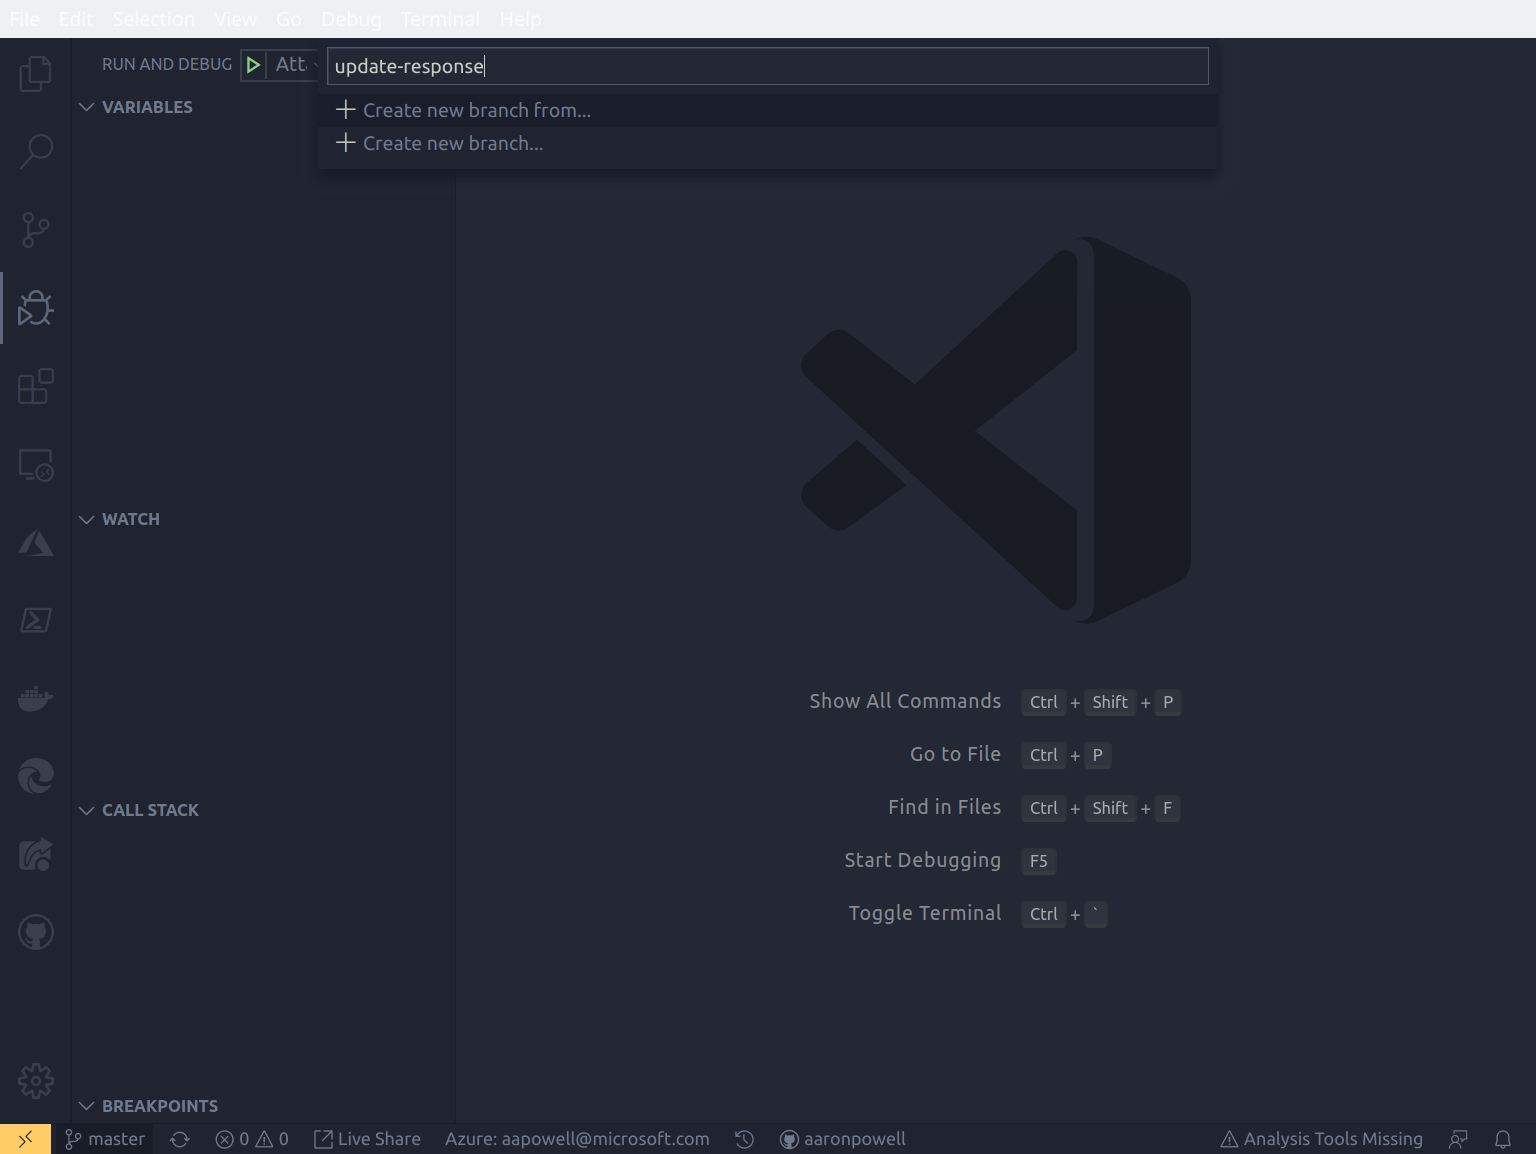 File Edit Selection View Go Debug Terminal Help
RUN AND DEBUG Att
update-response
Create new branch from...
Create new branch...
VARIABLES
WATCH
CALL STACK
BREAKPOINTS
Show All Commands Ctrl + Shift + P
Go to File Ctrl + P
Find in Files Ctrl + Shift + F
Start Debugging F5
Toggle Terminal Ctrl + `
master 0 0 Live Share Azure: aapowell@microsoft.com aaronpowell Analysis Tools Missing